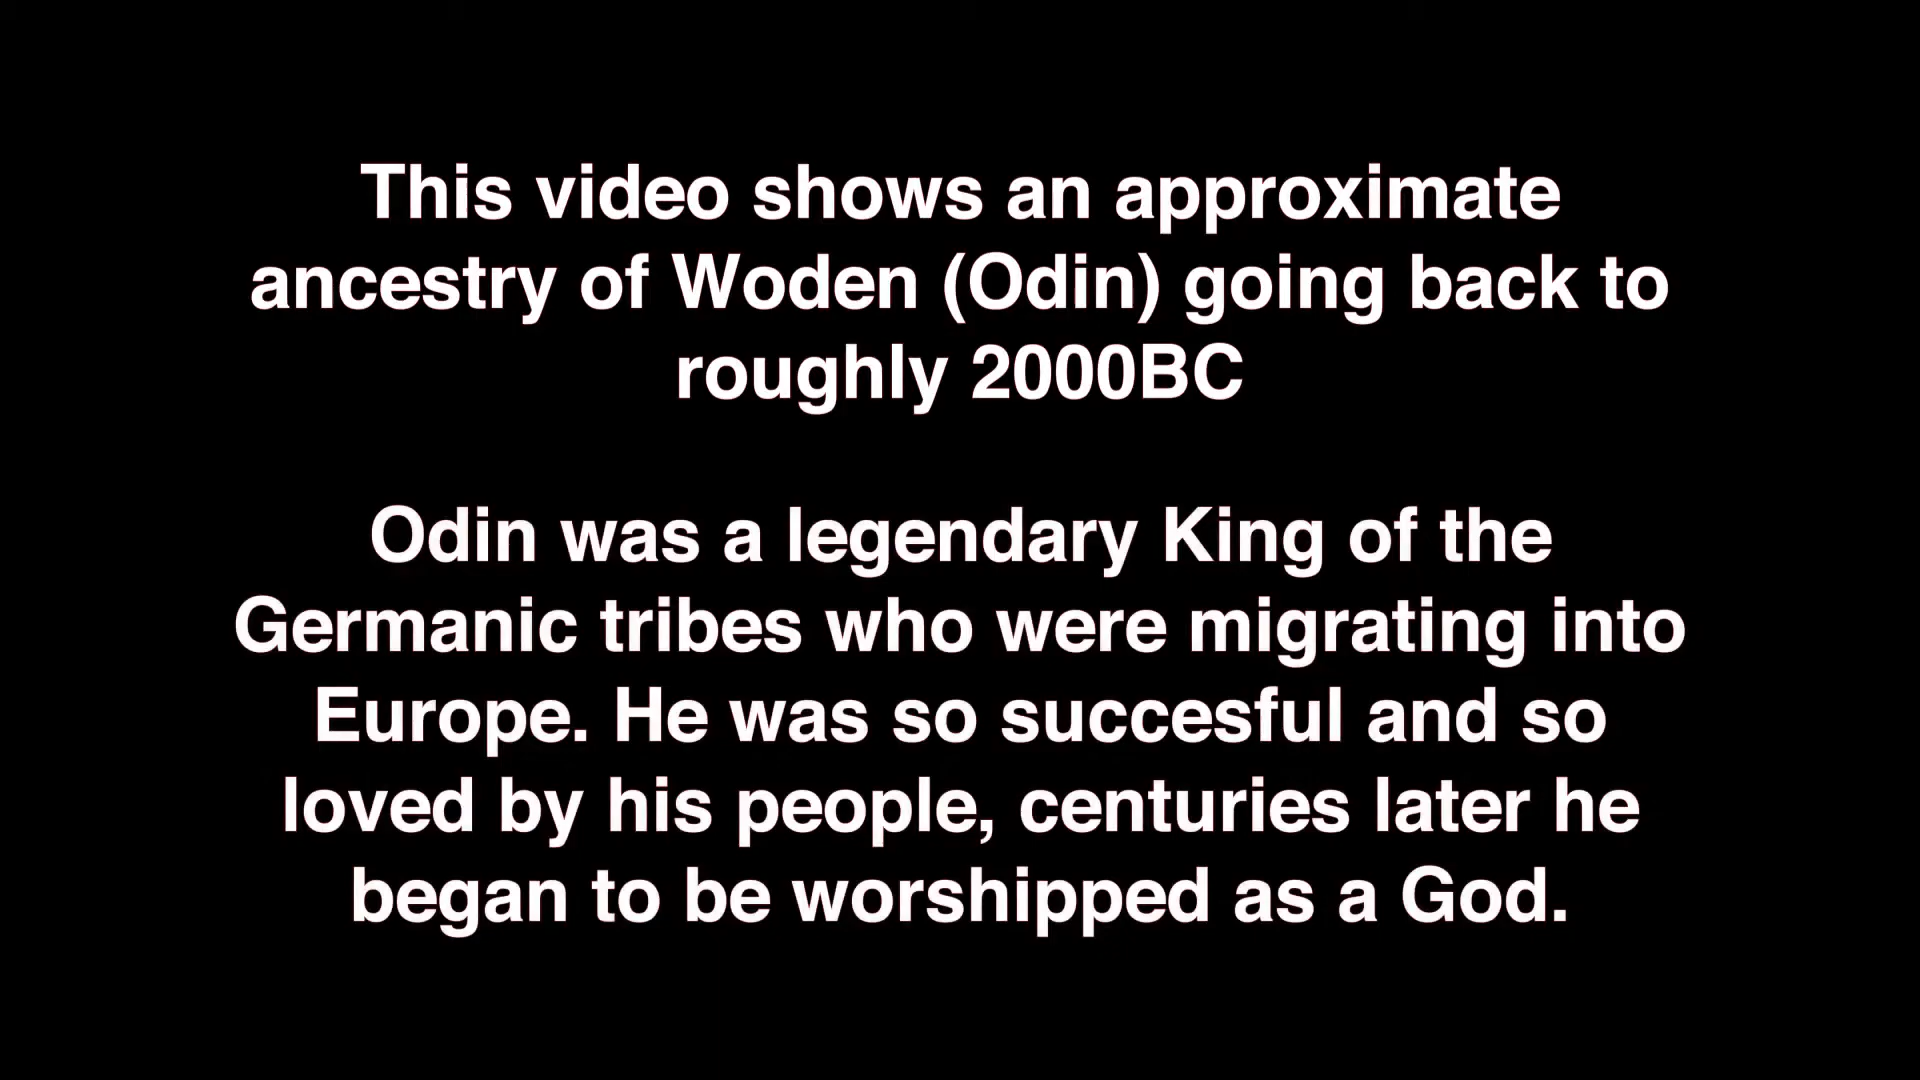 This video shows an approximate
ancestry of Woden (Odin) going back to
roughly 2000BC
Odin was a legendary King of the
Germanic tribes who were migrating into
Europe. He was so succesful and so
loved by his people, centuries later he
began to be worshipped as a God.